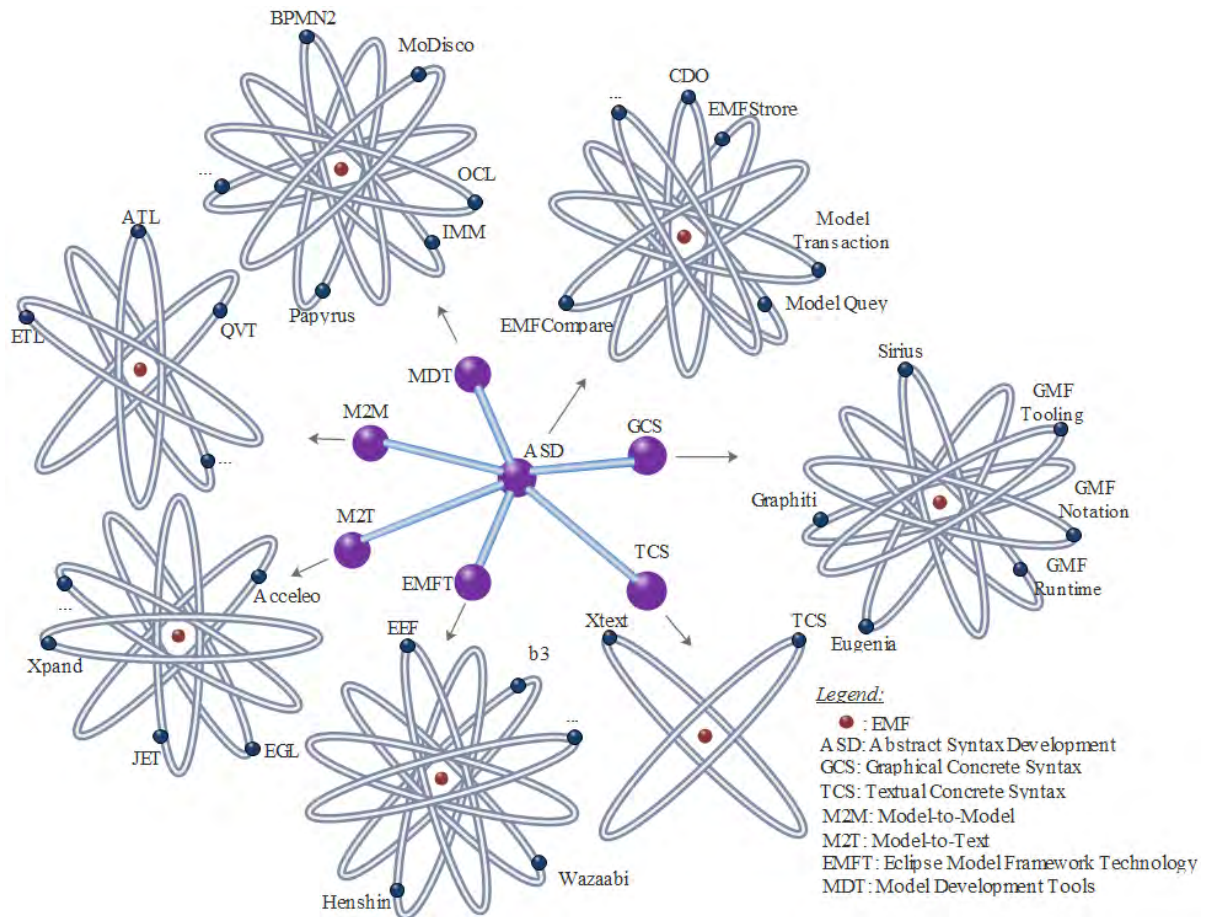 BPMN2
MoDisco
...
OCL
IMM
Papyrus
CDO
...
EMFStrore
Model
Transaction
Model Quey
EMFCompare
ATL
ETL
QVT
...
MDT
M2M
ASD
GCS
M2T
EMFT
TCS
Sirius
GMF
Tooling
Graphiti
GMF
Notation
GMF
Runtime
Eugenia
...
Acceleo
Xpand
JET
EGL
EEF
b3
...
Wazaabi
Henshin
Xtext
TCS
Legend:
: EMF
ASD: Abstract Syntax Development
GCS: Graphical Concrete Syntax
TCS: Textual Concrete Syntax
M2M: Model-to-Model
M2T: Model-to-Text
EMFT: Eclipse Model Framework Technology
MDT: Model Development Tools